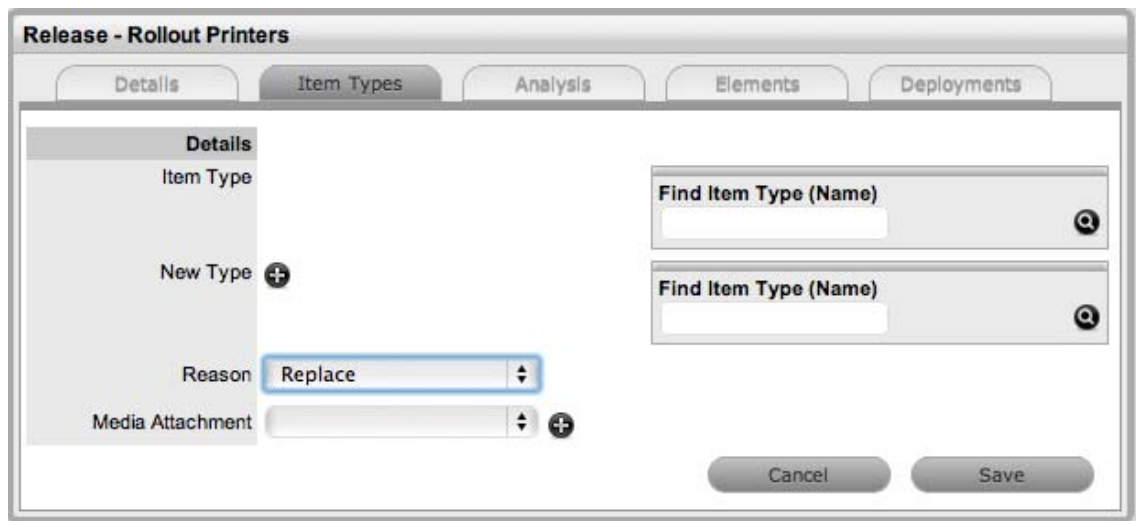 Release - Rollout Printers
Details
Item Types
Analysis
Elements
Deployments
Details
Item Type
Find Item Type (Name)
New Type
Find Item Type (Name)
Reason
Replace
Media Attachment
Cancel
Save